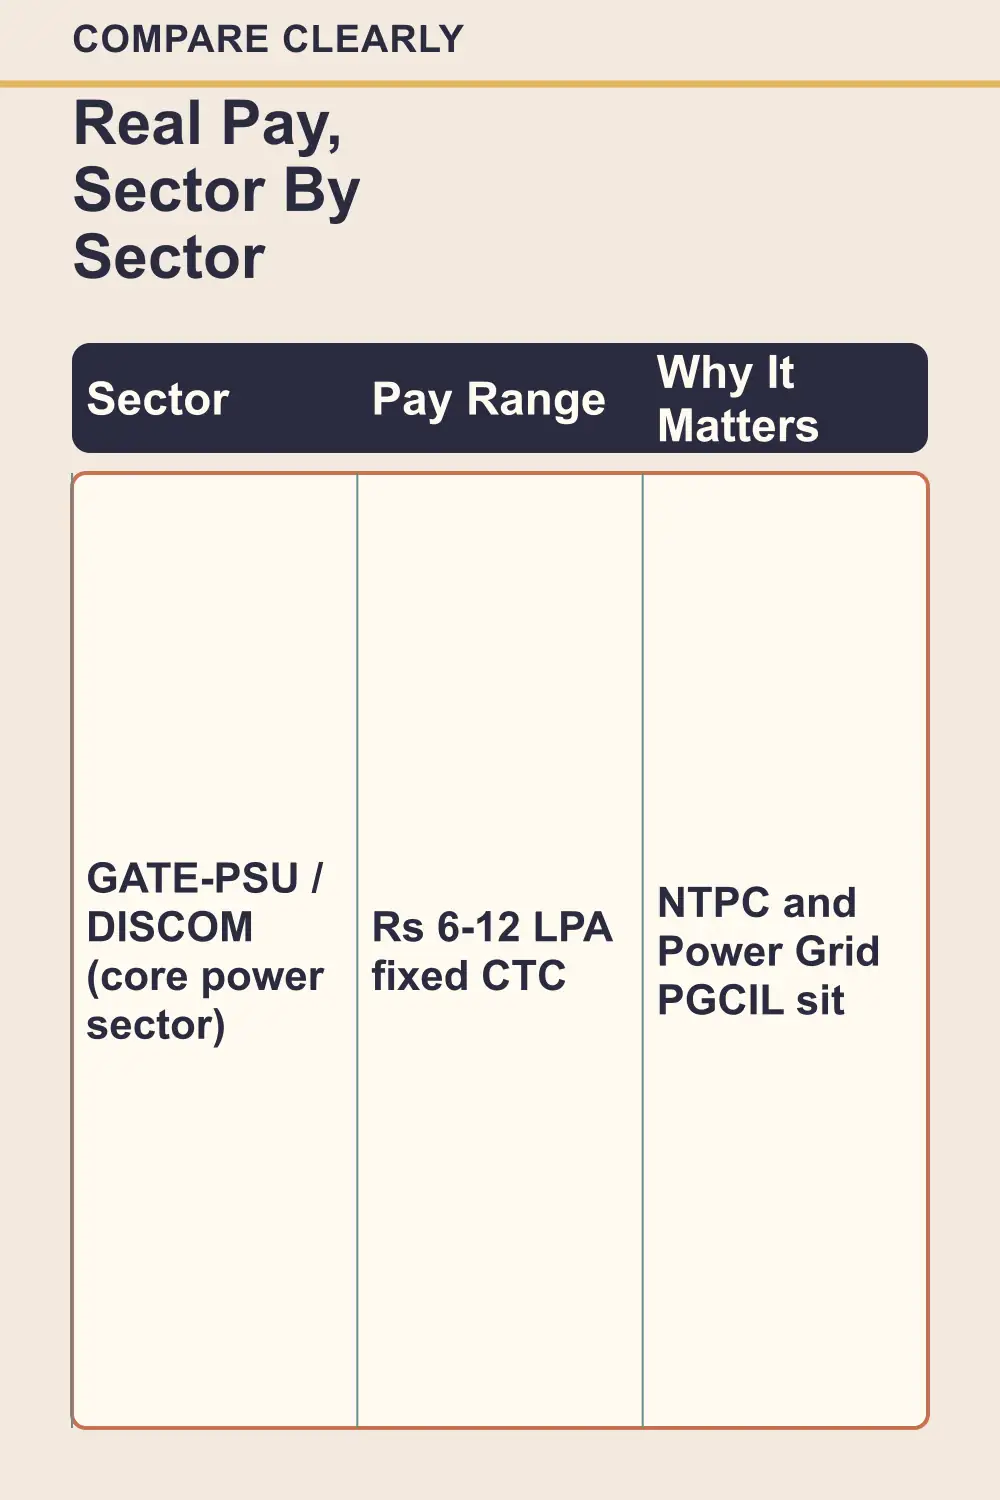 COMPARE CLEARLY
Real Pay,
Sector By
Sector
Sector
Pay Range
Why It
Matters
GATE-PSU /
DISCOM
(core power
sector)
Rs 6-12 LPA
fixed CTC
NTPC and
Power Grid
PGCIL sit